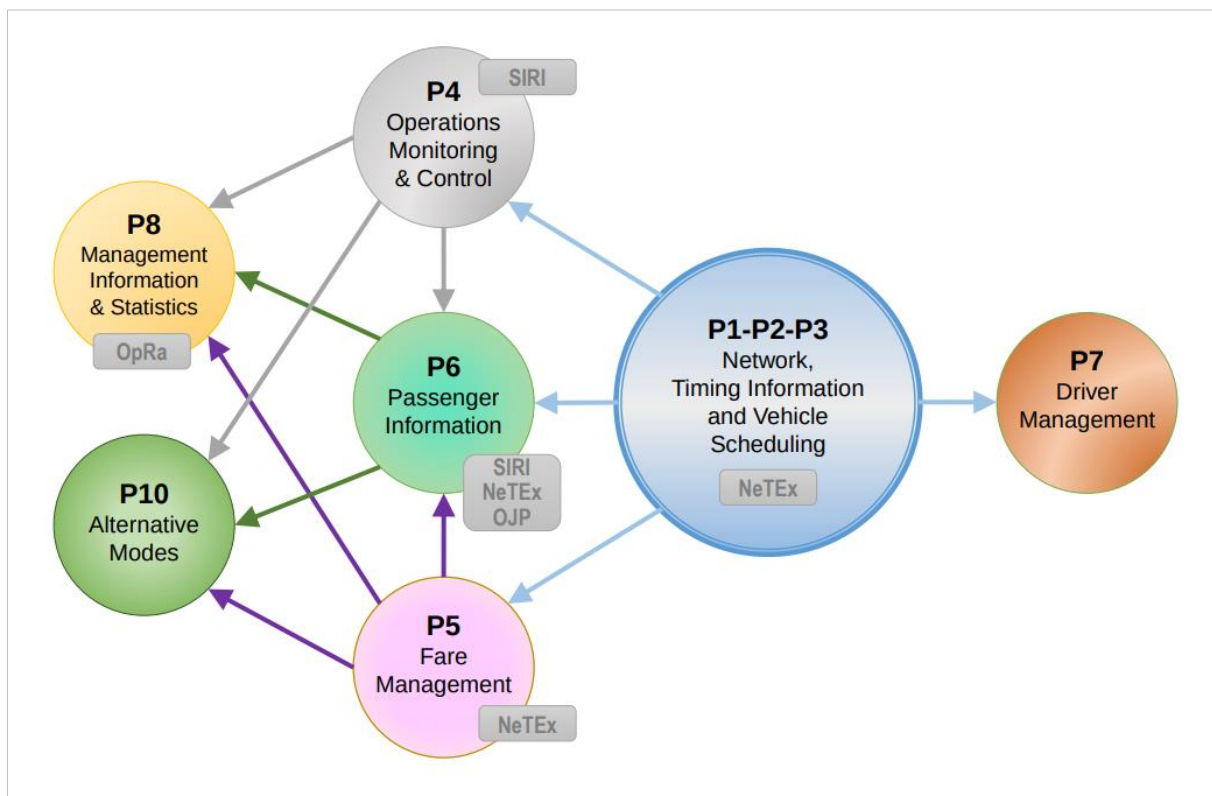 P4
Operations
Monitoring
& Control
SIRI
P8
Management
Information
& Statistics
OpRa
P6
Passenger
Information
SIRI
NeTEx
OJP
P1-P2-P3
Network,
Timing Information
and Vehicle
Scheduling
NeTEx
P7
Driver
Management
P10
Alternative
Modes
P5
Fare
Management
NeTEx